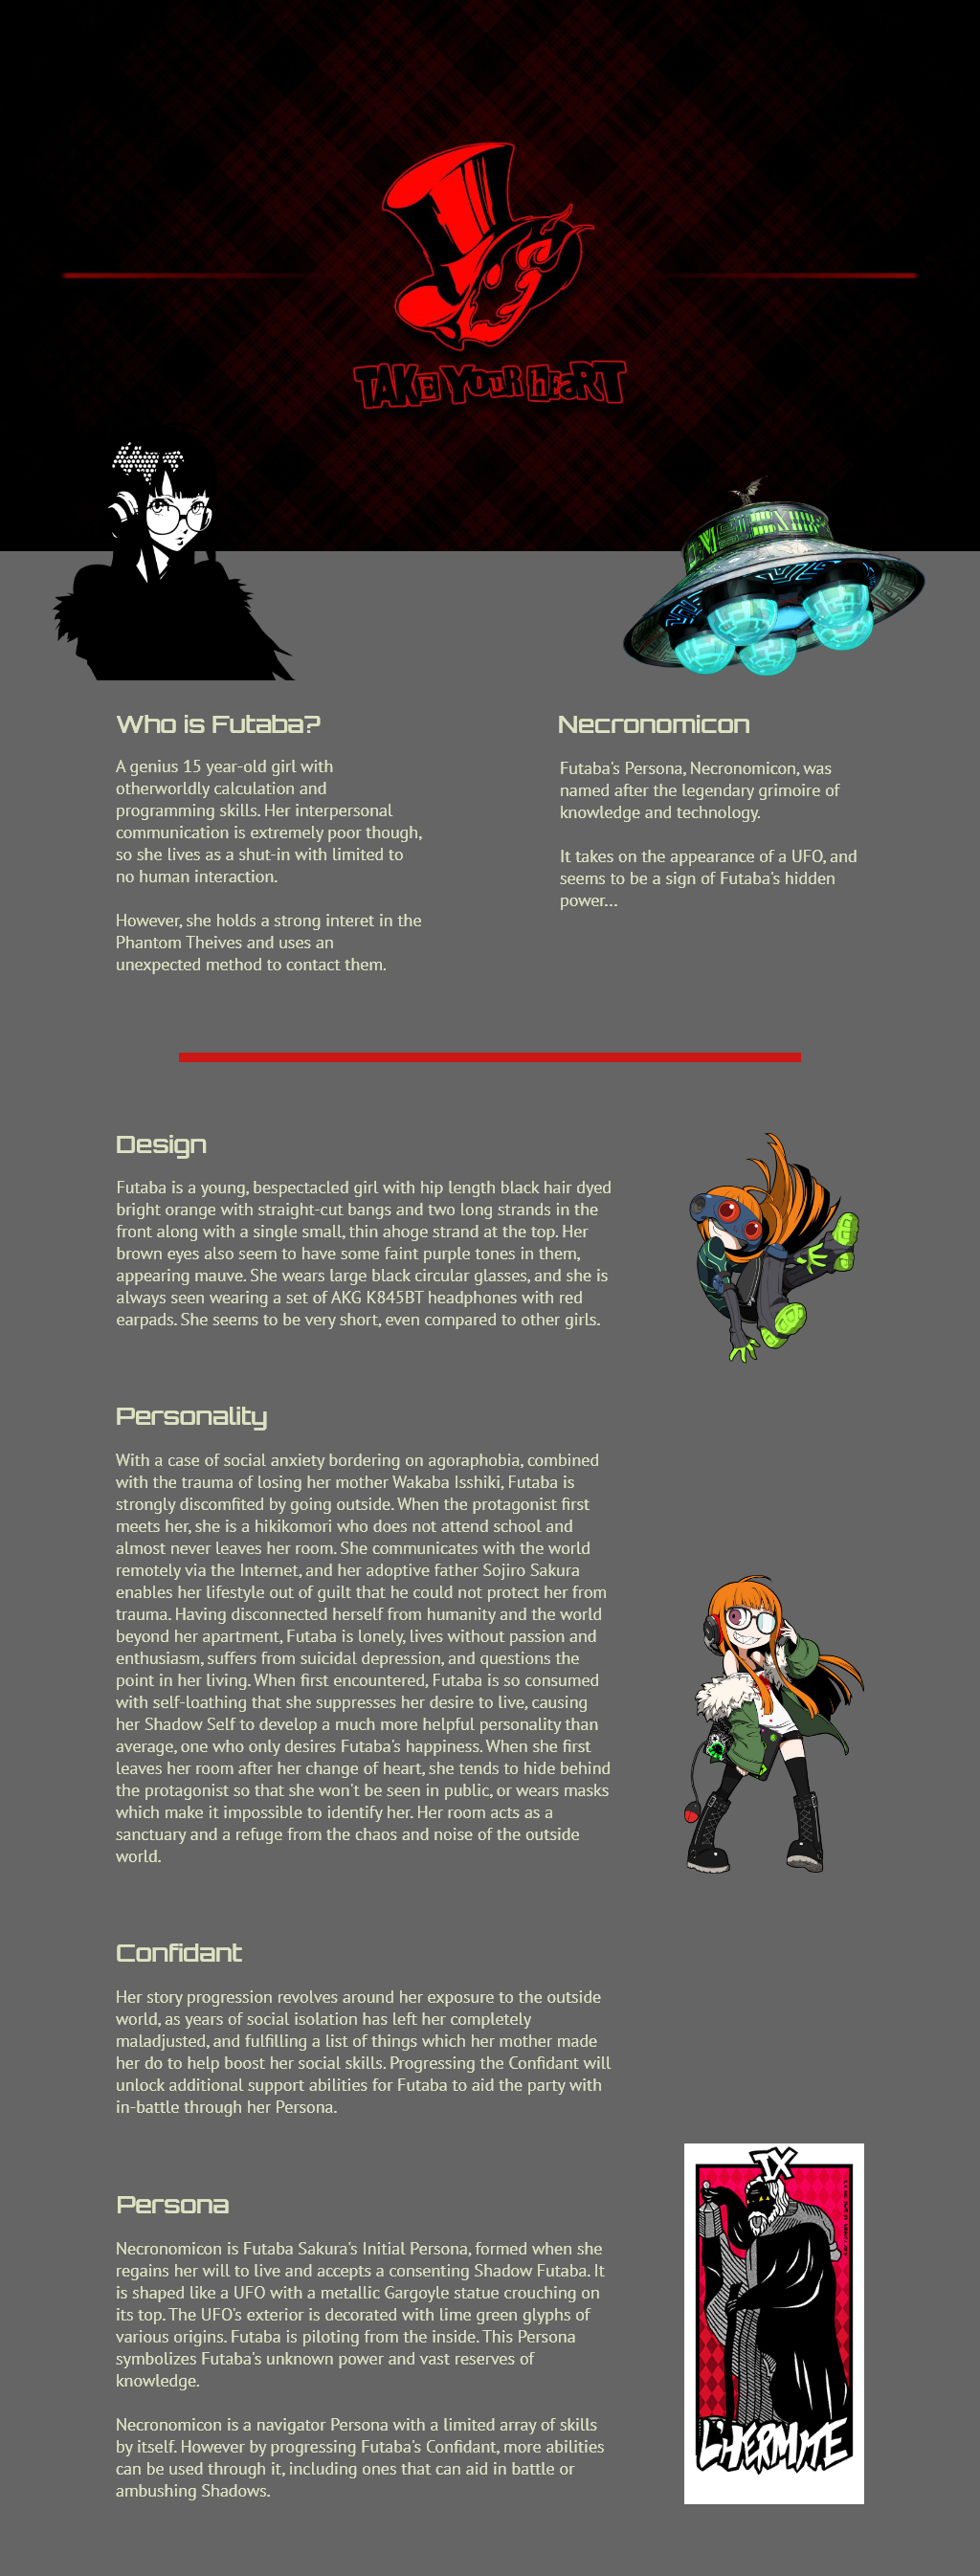 TAKE YOUR HEART
Who is Futaba?
A genius 15 year-old girl with
otherworldly calculation and
programming skills. Her interpersonal
communication is extremely poor though,
so she lives as a shut-in with limited to
no human interaction.
However, she holds a strong interet in the
Phantom Theives and uses an
unexpected method to contact them.
Necronomicon
Futaba's Persona, Necronomicon, was
named after the legendary grimoire of
knowledge and technology.
It takes on the appearance of a UFO, and
seems to be a sign of Futaba's hidden
power...
Design
Futaba is a young, bespectacled girl with hip length black hair dyed
bright orange with straight-cut bangs and two long strands in the
front along with a single small, thin ahoge strand at the top. Her
brown eyes also seem to have some faint purple tones in them,
appearing mauve. She wears large black circular glasses, and she is
always seen wearing a set of AKG K845BT headphones with red
earpads. She seems to be very short, even compared to other girls.
Personality
With a case of social anxiety bordering on agoraphobia, combined
with the trauma of losing her mother Wakaba Isshiki, Futaba is
strongly discomfited by going outside. When the protagonist first
meets her, she is a hikikomori who does not attend school and
almost never leaves her room. She communicates with the world
remotely via the Internet, and her adoptive father Sojiro Sakura
enables her lifestyle out of guilt that he could not protect her from
trauma. Having disconnected herself from humanity and the world
beyond her apartment, Futaba is lonely, lives without passion and
enthusiasm, suffers from suicidal depression, and questions the
point in her living. When first encountered, Futaba is so consumed
with self-loathing that she suppresses her desire to live, causing
her Shadow Self to develop a much more helpful personality than
average, one who only desires Futaba's happiness. When she first
leaves her room after her change of heart, she tends to hide behind
the protagonist so that she won't be seen in public, or wears masks
which make it impossible to identify her. Her room acts as a
sanctuary and a refuge from the chaos and noise of the outside
world.
Confidant
Her story progression revolves around her exposure to the outside
world, as years of social isolation has left her completely
maladjusted, and fulfilling a list of things which her mother made
her do to help boost her social skills. Progressing the Confidant will
unlock additional support abilities for Futaba to aid the party with
in-battle through her Persona.
Persona
Necronomicon is Futaba Sakura's Initial Persona, formed when she
regains her will to live and accepts a consenting Shadow Futaba. It
is shaped like a UFO with a metallic Gargoyle statue crouching on
its top. The UFO's exterior is decorated with lime green glyphs of
various origins. Futaba is piloting from the inside. This Persona
symbolizes Futaba's unknown power and vast reserves of
knowledge.
Necronomicon is a navigator Persona with a limited array of skills
by itself. However by progressing Futaba's Confidant, more abilities
can be used through it, including ones that can aid in battle or
ambushing Shadows.
IX
L'HERMITE